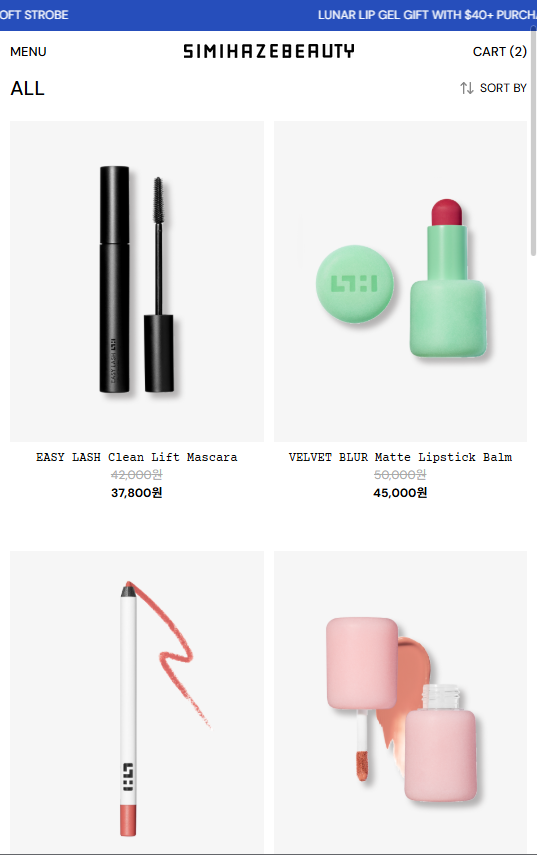 OFT STROBE LUNAR LIP GEL GIFT WITH $40+ PURCH
MENU SIMIHAZEBEAUTY CART (2)
ALL SORT BY
EASY LASH Clean Lift Mascara
42,000원
37,800원
VELVET BLUR Matte Lipstick Balm
50,000원
45,000원